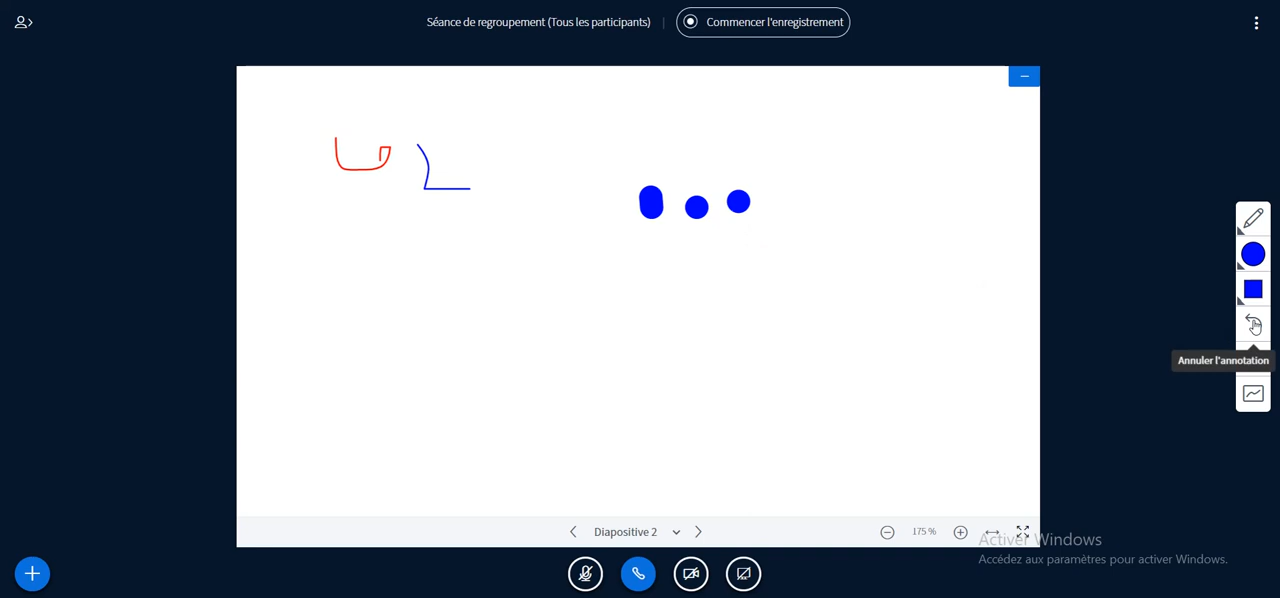 Séance de regroupement (Tous les participants) | Commencer l'enregistrement
Annuler l'annotation
Diapositive 2
175 %
Activer Windows
Accédez aux paramètres pour activer Windows.